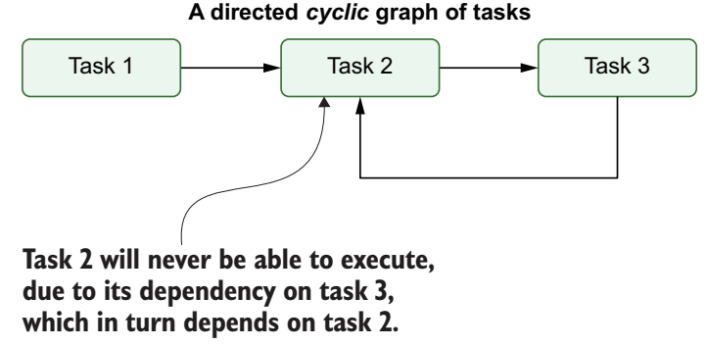 A directed cyclic graph of tasks
Task 1
Task 2
Task 3
Task 2 will never be able to execute,
due to its dependency on task 3,
which in turn depends on task 2.